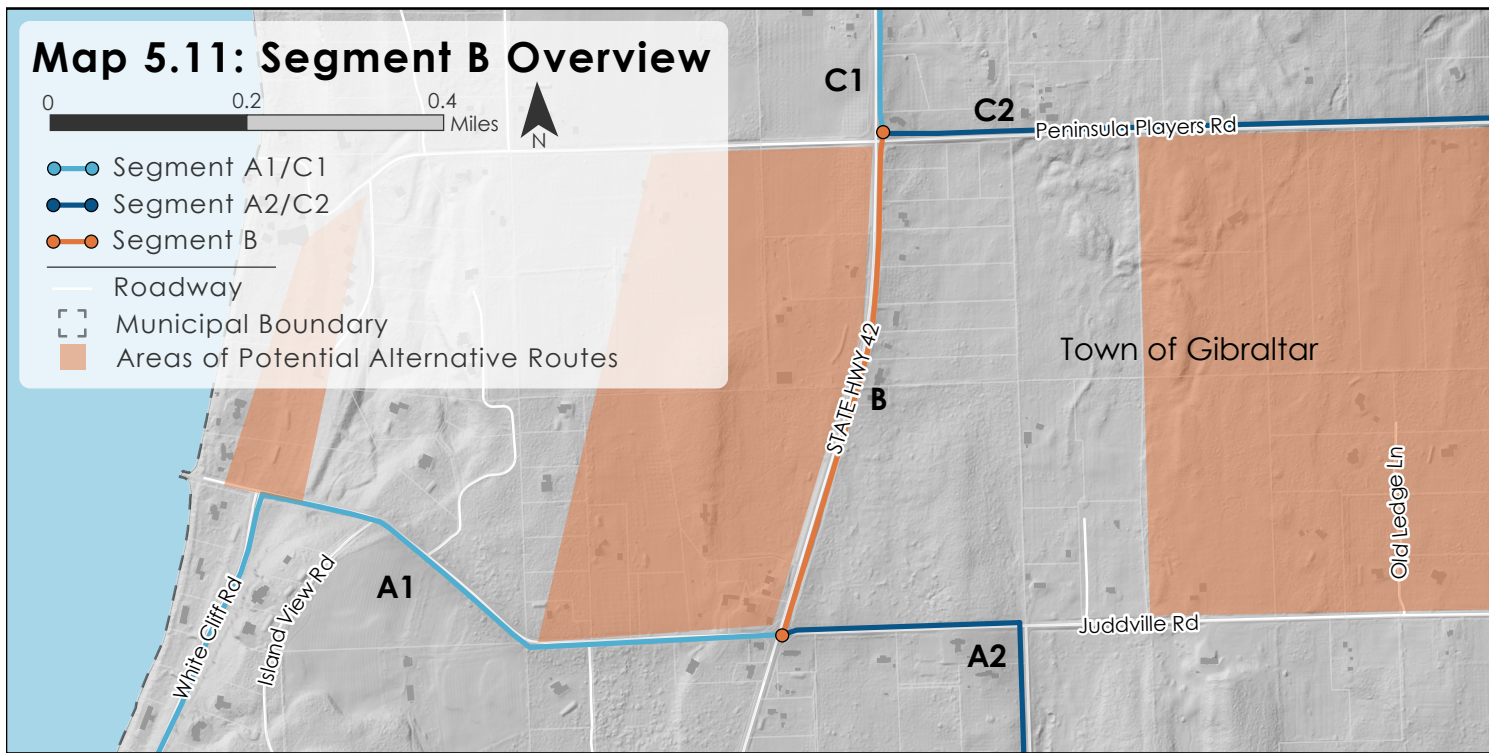 Map 5.11: Segment B Overview
0 0.2 0.4
Miles
N
Segment A1/C1
Segment A2/C2
Segment B
Roadway
Municipal Boundary
Areas of Potential Alternative Routes
C1
C2
Peninsula Players Rd
STATE HWY 42
B
Town of Gibraltar
Old Ledge Ln
A1
White Cliff Rd
Island View Rd
Juddville Rd
A2